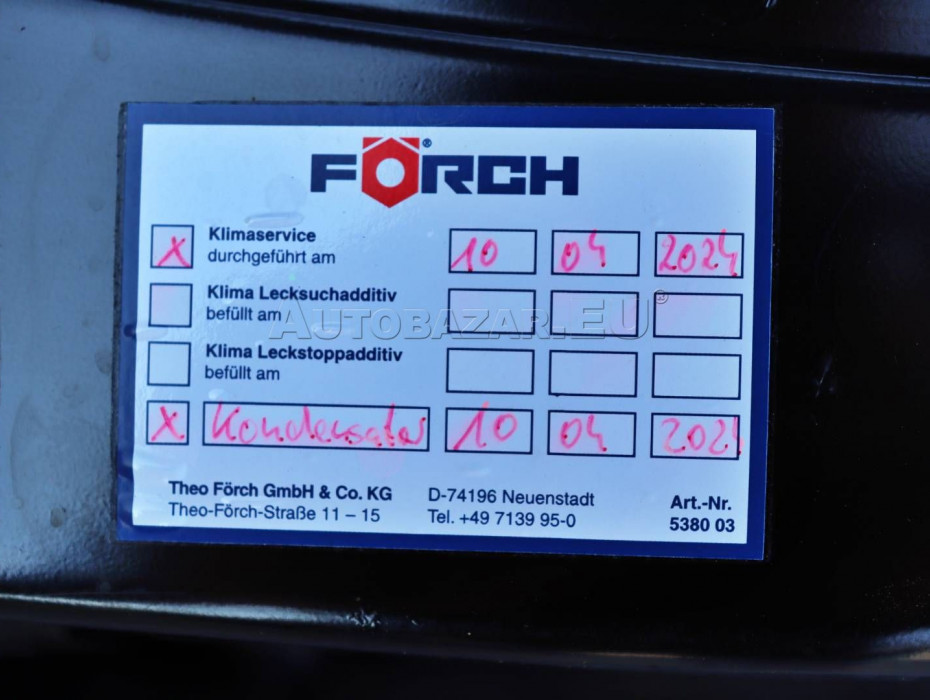 FÖRCH®
X Klimaservice durchgeführt am 10 04 2024
Klima Lecksuchadditiv
befüllt am
AUTOBAZAR.EU®
Klima Leckstoppadditiv
befüllt am
X Kondensator 10 04 2024
Theo Förch GmbH & Co. KG D-74196 Neuenstadt Art.-Nr.
Theo-Förch-Straße 11 – 15 Tel. +49 7139 95-0 5380 03